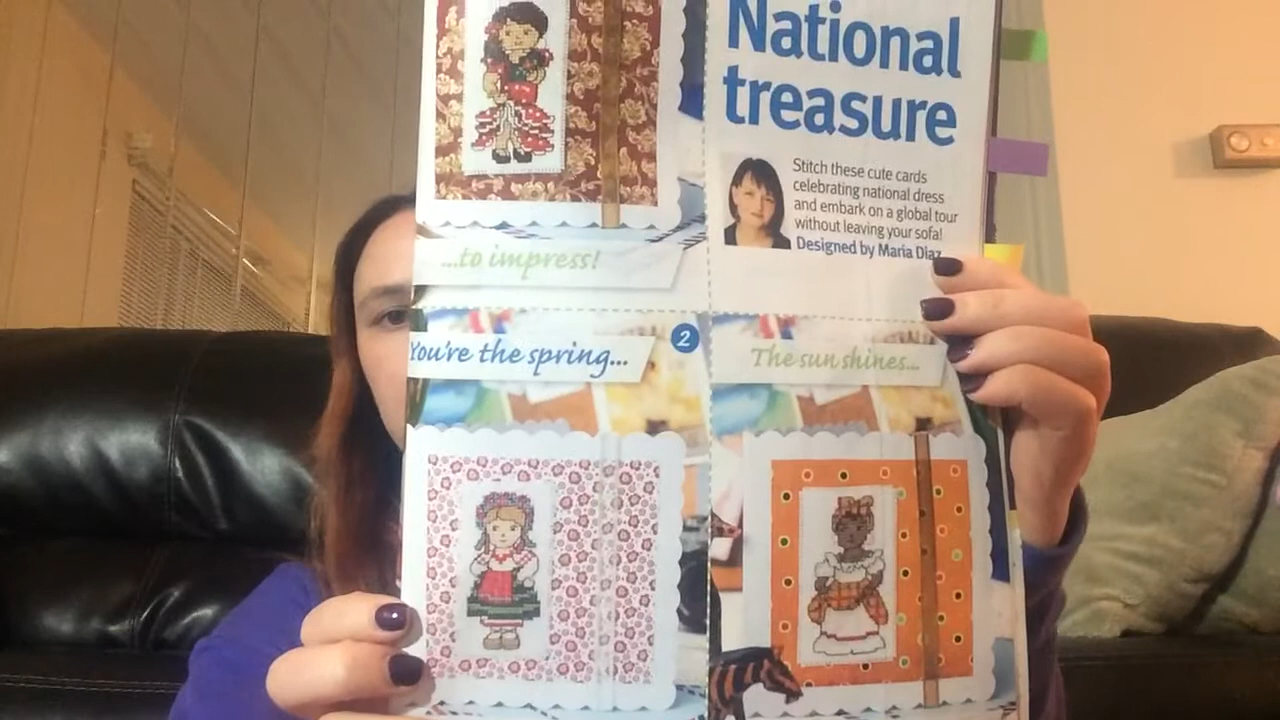 National
treasure
Stitch these cute cards
celebrating national dress
and embark on a global tour
without leaving your sofa!
Designed by Maria Diaz
...to impress!
You're the spring...
2
The sun shines...